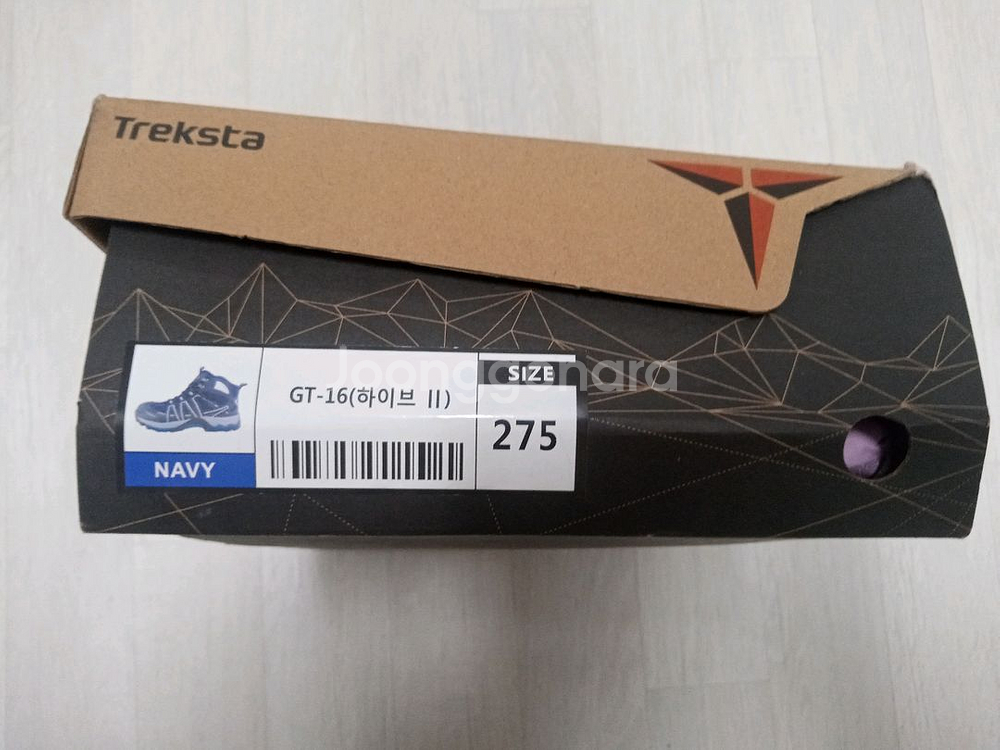 Treksta
Joonggonara
GT-16(하이브 II)
SIZE
275
NAVY